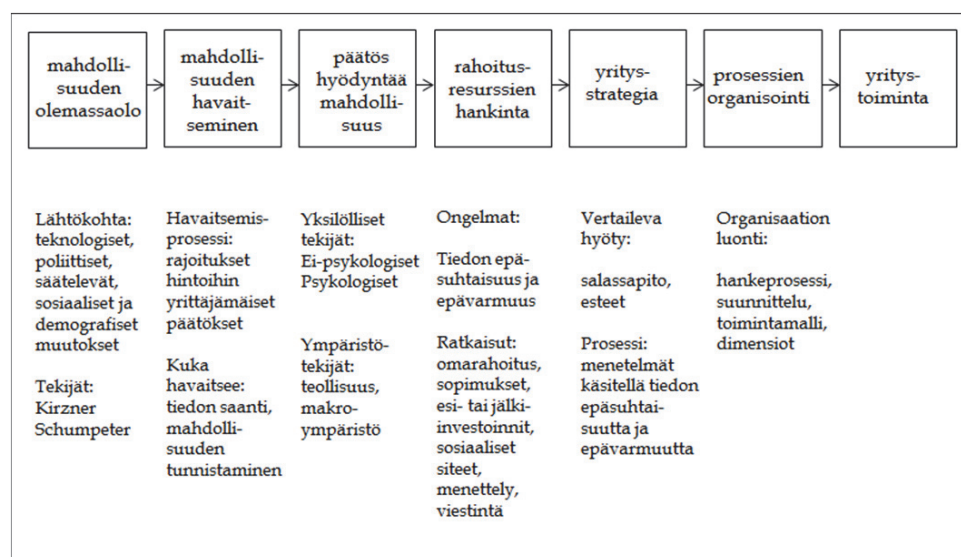 mahdolli-
suuden
olemassaolo
mahdolli-
suuden
havait-
seminen
päätös
hyödyntää
mahdolli-
suus
rahoitus-
resurssien
hankinta
yritys-
strategia
prosessien
organisointi
yritys-
toiminta
Lähtökohta:
teknologiset,
poliittiset,
säätelevät,
sosiaaliset ja
demografiset
muutokset
Tekijät:
Kirzner
Schumpeter
Havaitsemis-
prosessi:
rajoitukset
hintoihin
yrittäjämäiset
päätökset
Kuka
havaitsee:
tiedon saanti,
mahdolli-
suuden
tunnistaminen
Yksilölliset
tekijät:
Ei-psykologiset
Psykologiset
Ympäristö-
tekijät:
teollisuus,
makro-
ympäristö
Ongelmat:
Tiedon epä-
suhtaisuus ja
epävarmuus
Ratkaisut:
omarahoitus,
sopimukset,
esi- tai jälki-
investoinnit,
sosiaaliset
siteet,
menettely,
viestintä
Vertaileva
hyöty:
salassapito,
esteet
Prosessi:
menetelmät
käsitellä tiedon
epäsuhtai-
suutta ja
epävarmuutta
Organisaation
luonti:
hankeprosessi,
suunnittelu,
toimintamalli,
dimensiot